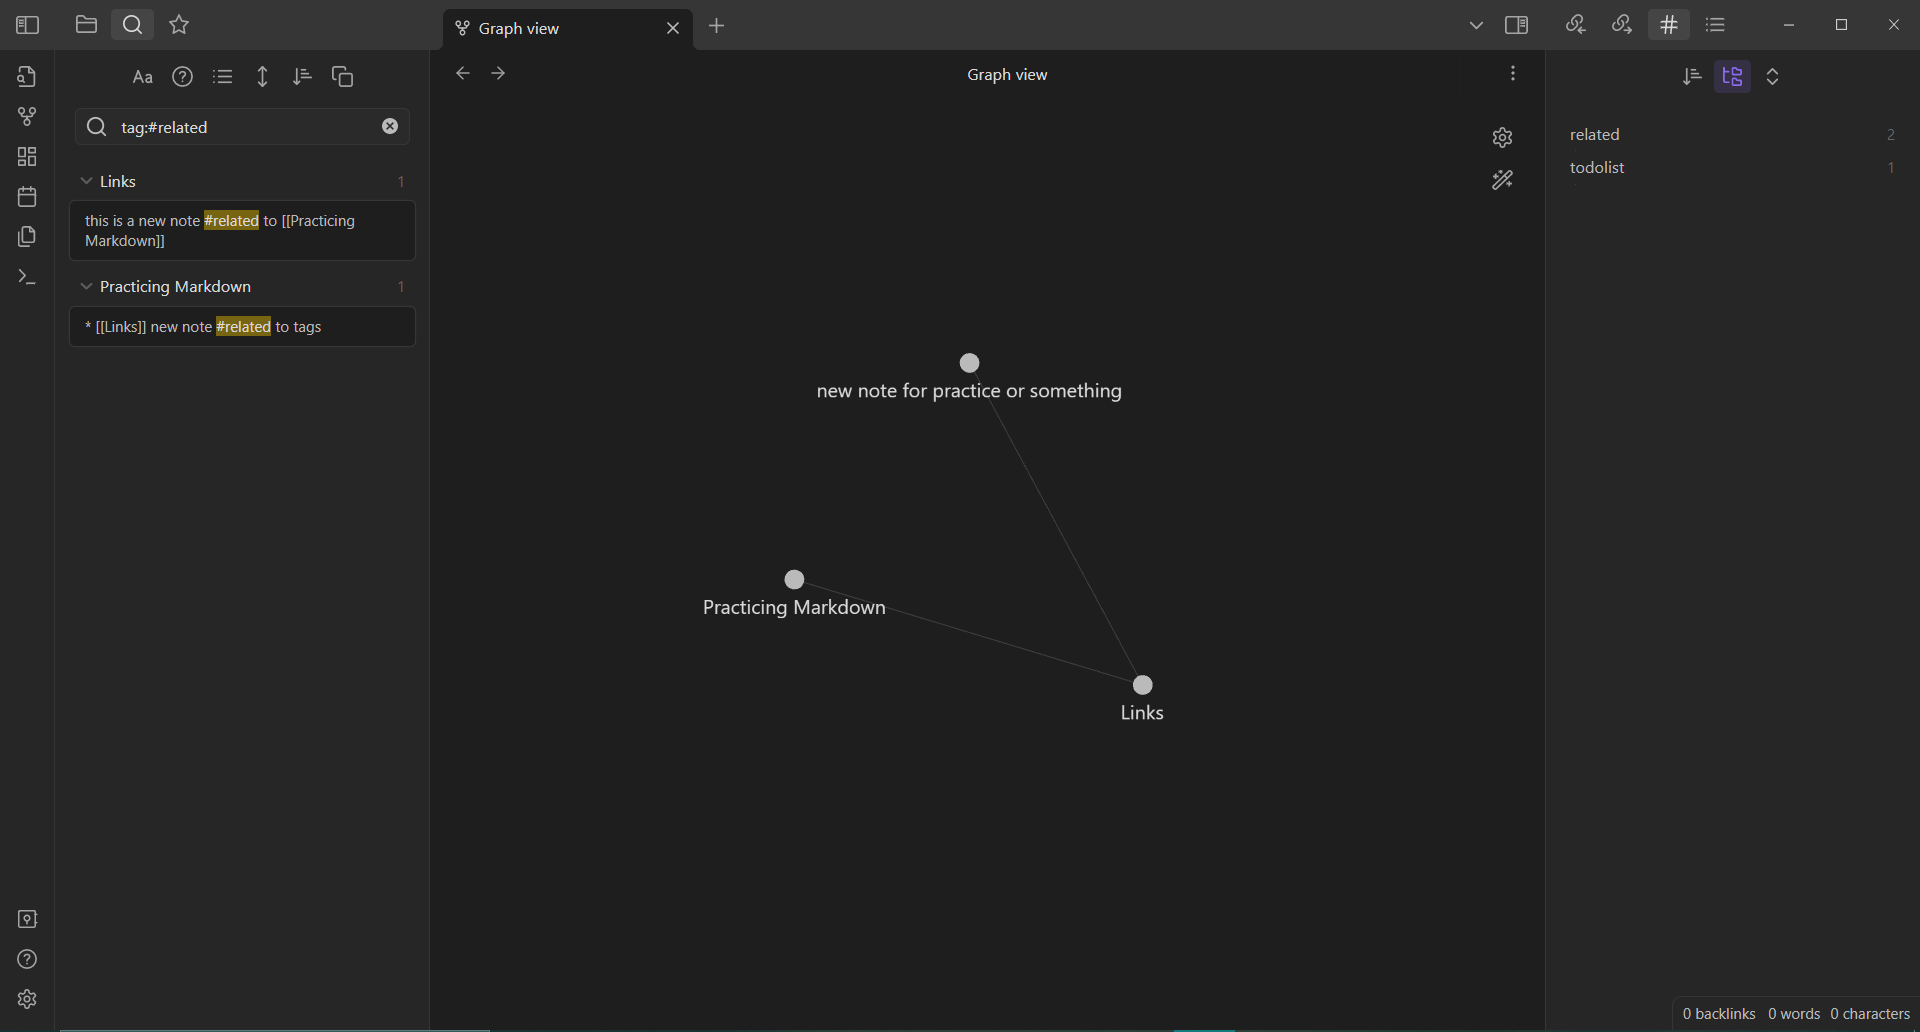 Graph view
Aa
Graph view
tag:#related
Links 1
this is a new note #related to [[Practicing
Markdown]]
Practicing Markdown 1
* [[Links]] new note #related to tags
new note for practice or something
Practicing Markdown
Links
related 2
todolist 1
0 backlinks 0 words 0 characters